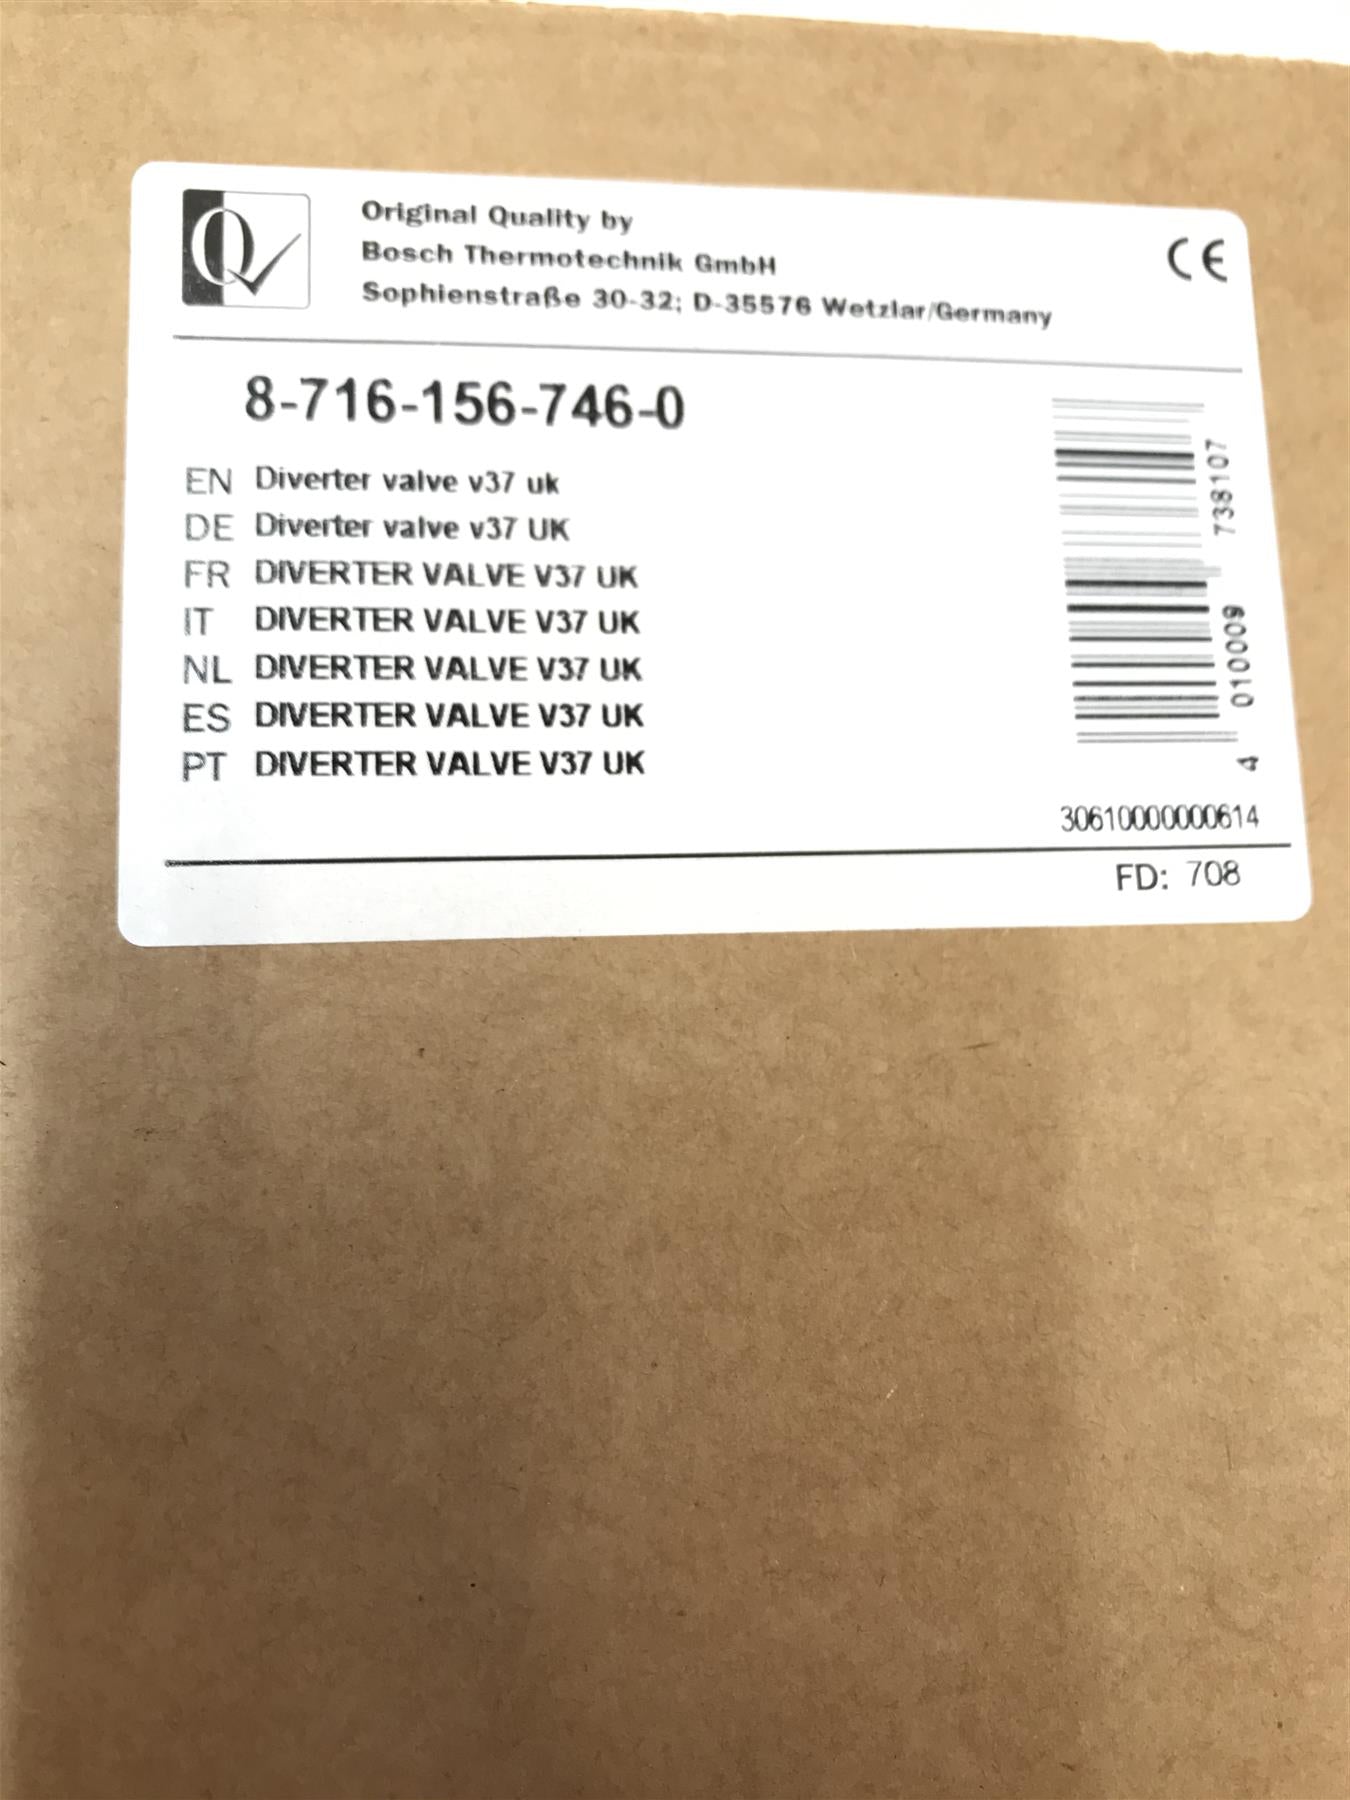 Original Quality by
Bosch Thermotechnik GmbH
Sophienstraße 30-32; D-35576 Wetzlar/Germany
CE
8-716-156-746-0
EN Diverter valve v37 uk
DE Diverter valve v37 UK
FR DIVERTER VALVE V37 UK
IT DIVERTER VALVE V37 UK
NL DIVERTER VALVE V37 UK
ES DIVERTER VALVE V37 UK
PT DIVERTER VALVE V37 UK
4 010009 738107
30610000000614
FD: 708